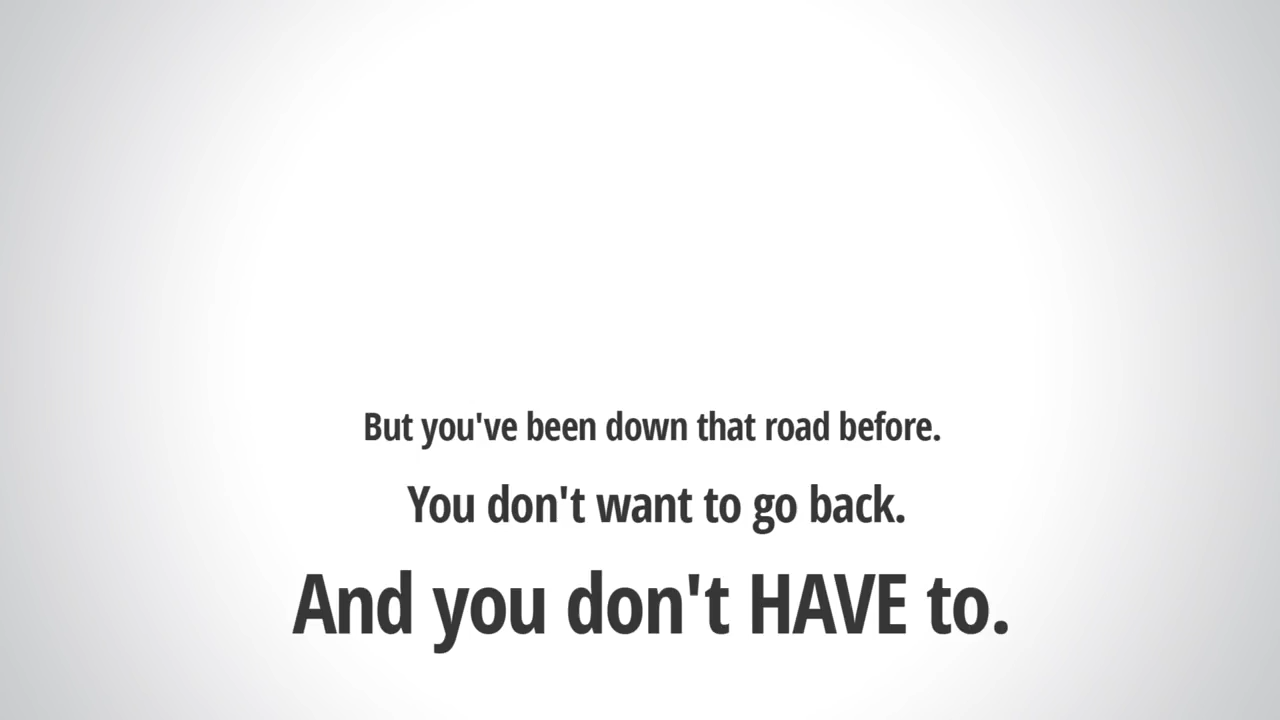 But you've been down that road before.
You don't want to go back.
And you don't HAVE to.